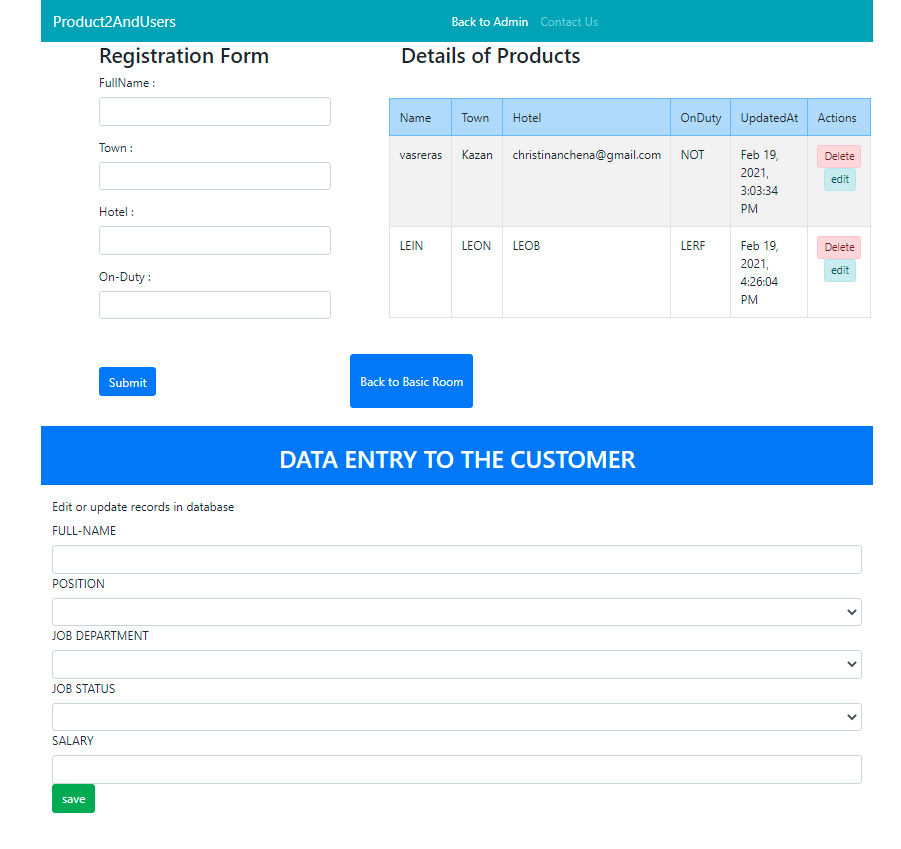 Product2AndUsers
Back to Admin Contact Us
Registration Form
FullName :
Town :
Hotel :
On-Duty :
Submit
Details of Products
Name Town Hotel OnDuty UpdatedAt Actions
vasreras Kazan christinanchena@gmail.com NOT Feb 19, Delete
2021, edit
3:03:34
PM
LEIN LEON LEOB LERF Feb 19, Delete
2021, edit
4:26:04
PM
Back to Basic Room
DATA ENTRY TO THE CUSTOMER
Edit or update records in database
FULL-NAME
POSITION
JOB DEPARTMENT
JOB STATUS
SALARY
save